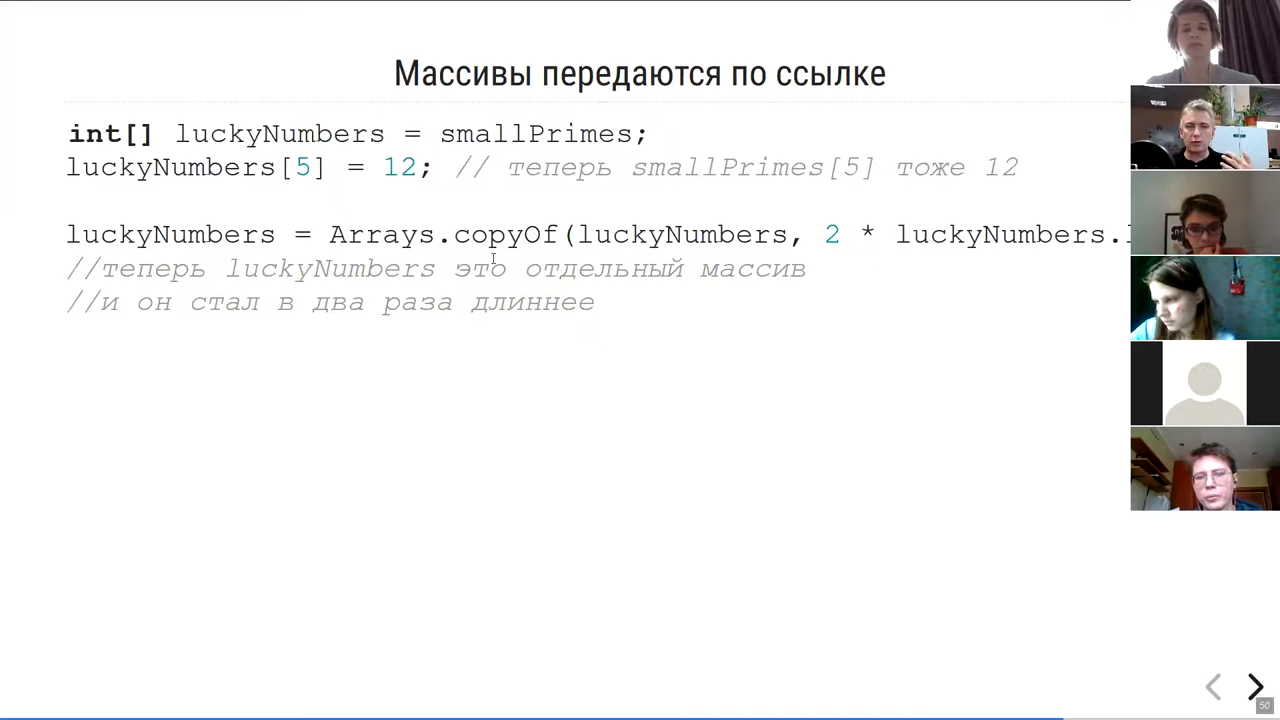 Массивы передаются по ссылке
int[] luckyNumbers = smallPrimes;
luckyNumbers[5] = 12; // теперь smallPrimes[5] тоже 12
luckyNumbers = Arrays.copyOf(luckyNumbers, 2 * luckyNumbers.
//теперь luckyNumbers это отдельный массив
//и он стал в два раза длиннее
50